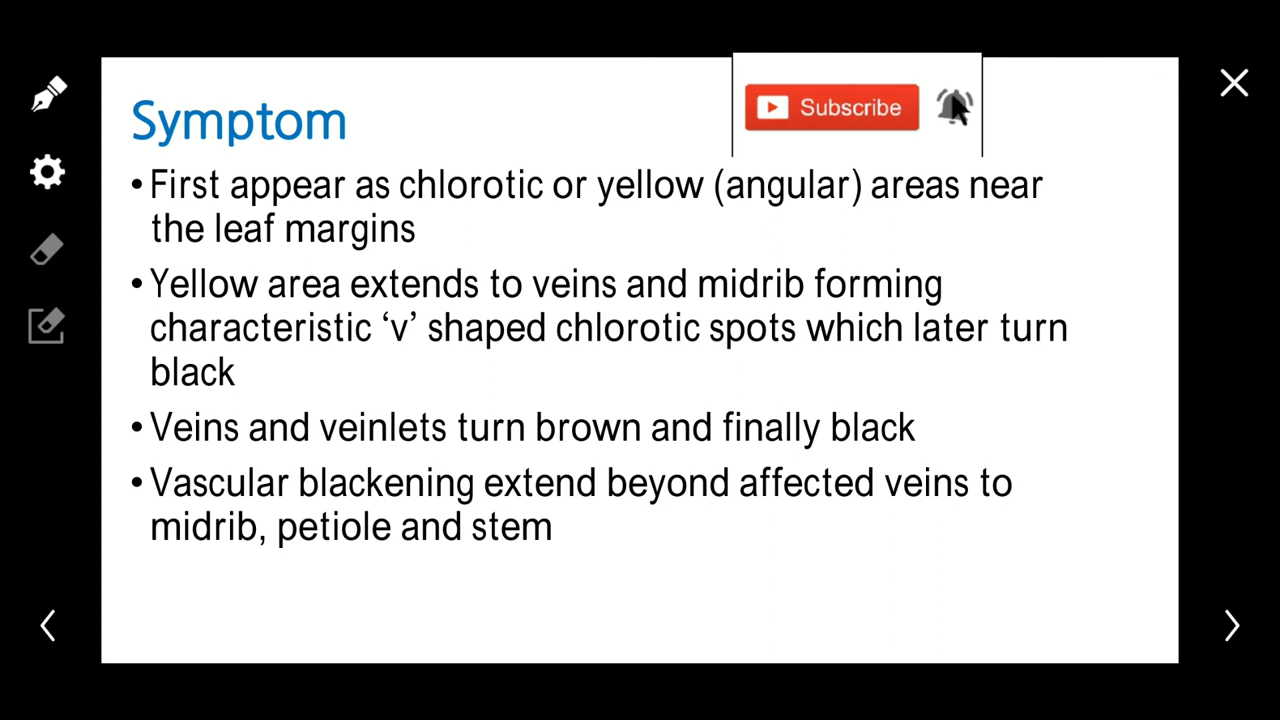 Subscribe
Symptom
•First appear as chlorotic or yellow (angular) areas near
the leaf margins
•Yellow area extends to veins and midrib forming
characteristic ‘v’ shaped chlorotic spots which later turn
black
•Veins and veinlets turn brown and finally black
•Vascular blackening extend beyond affected veins to
midrib, petiole and stem